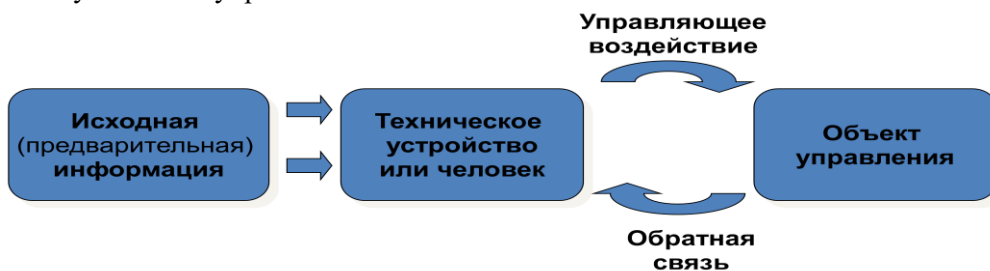 Управляющее
воздействие
Исходная
(предварительная)
информация
Техническое
устройство
или человек
Объект
управления
Обратная
связь